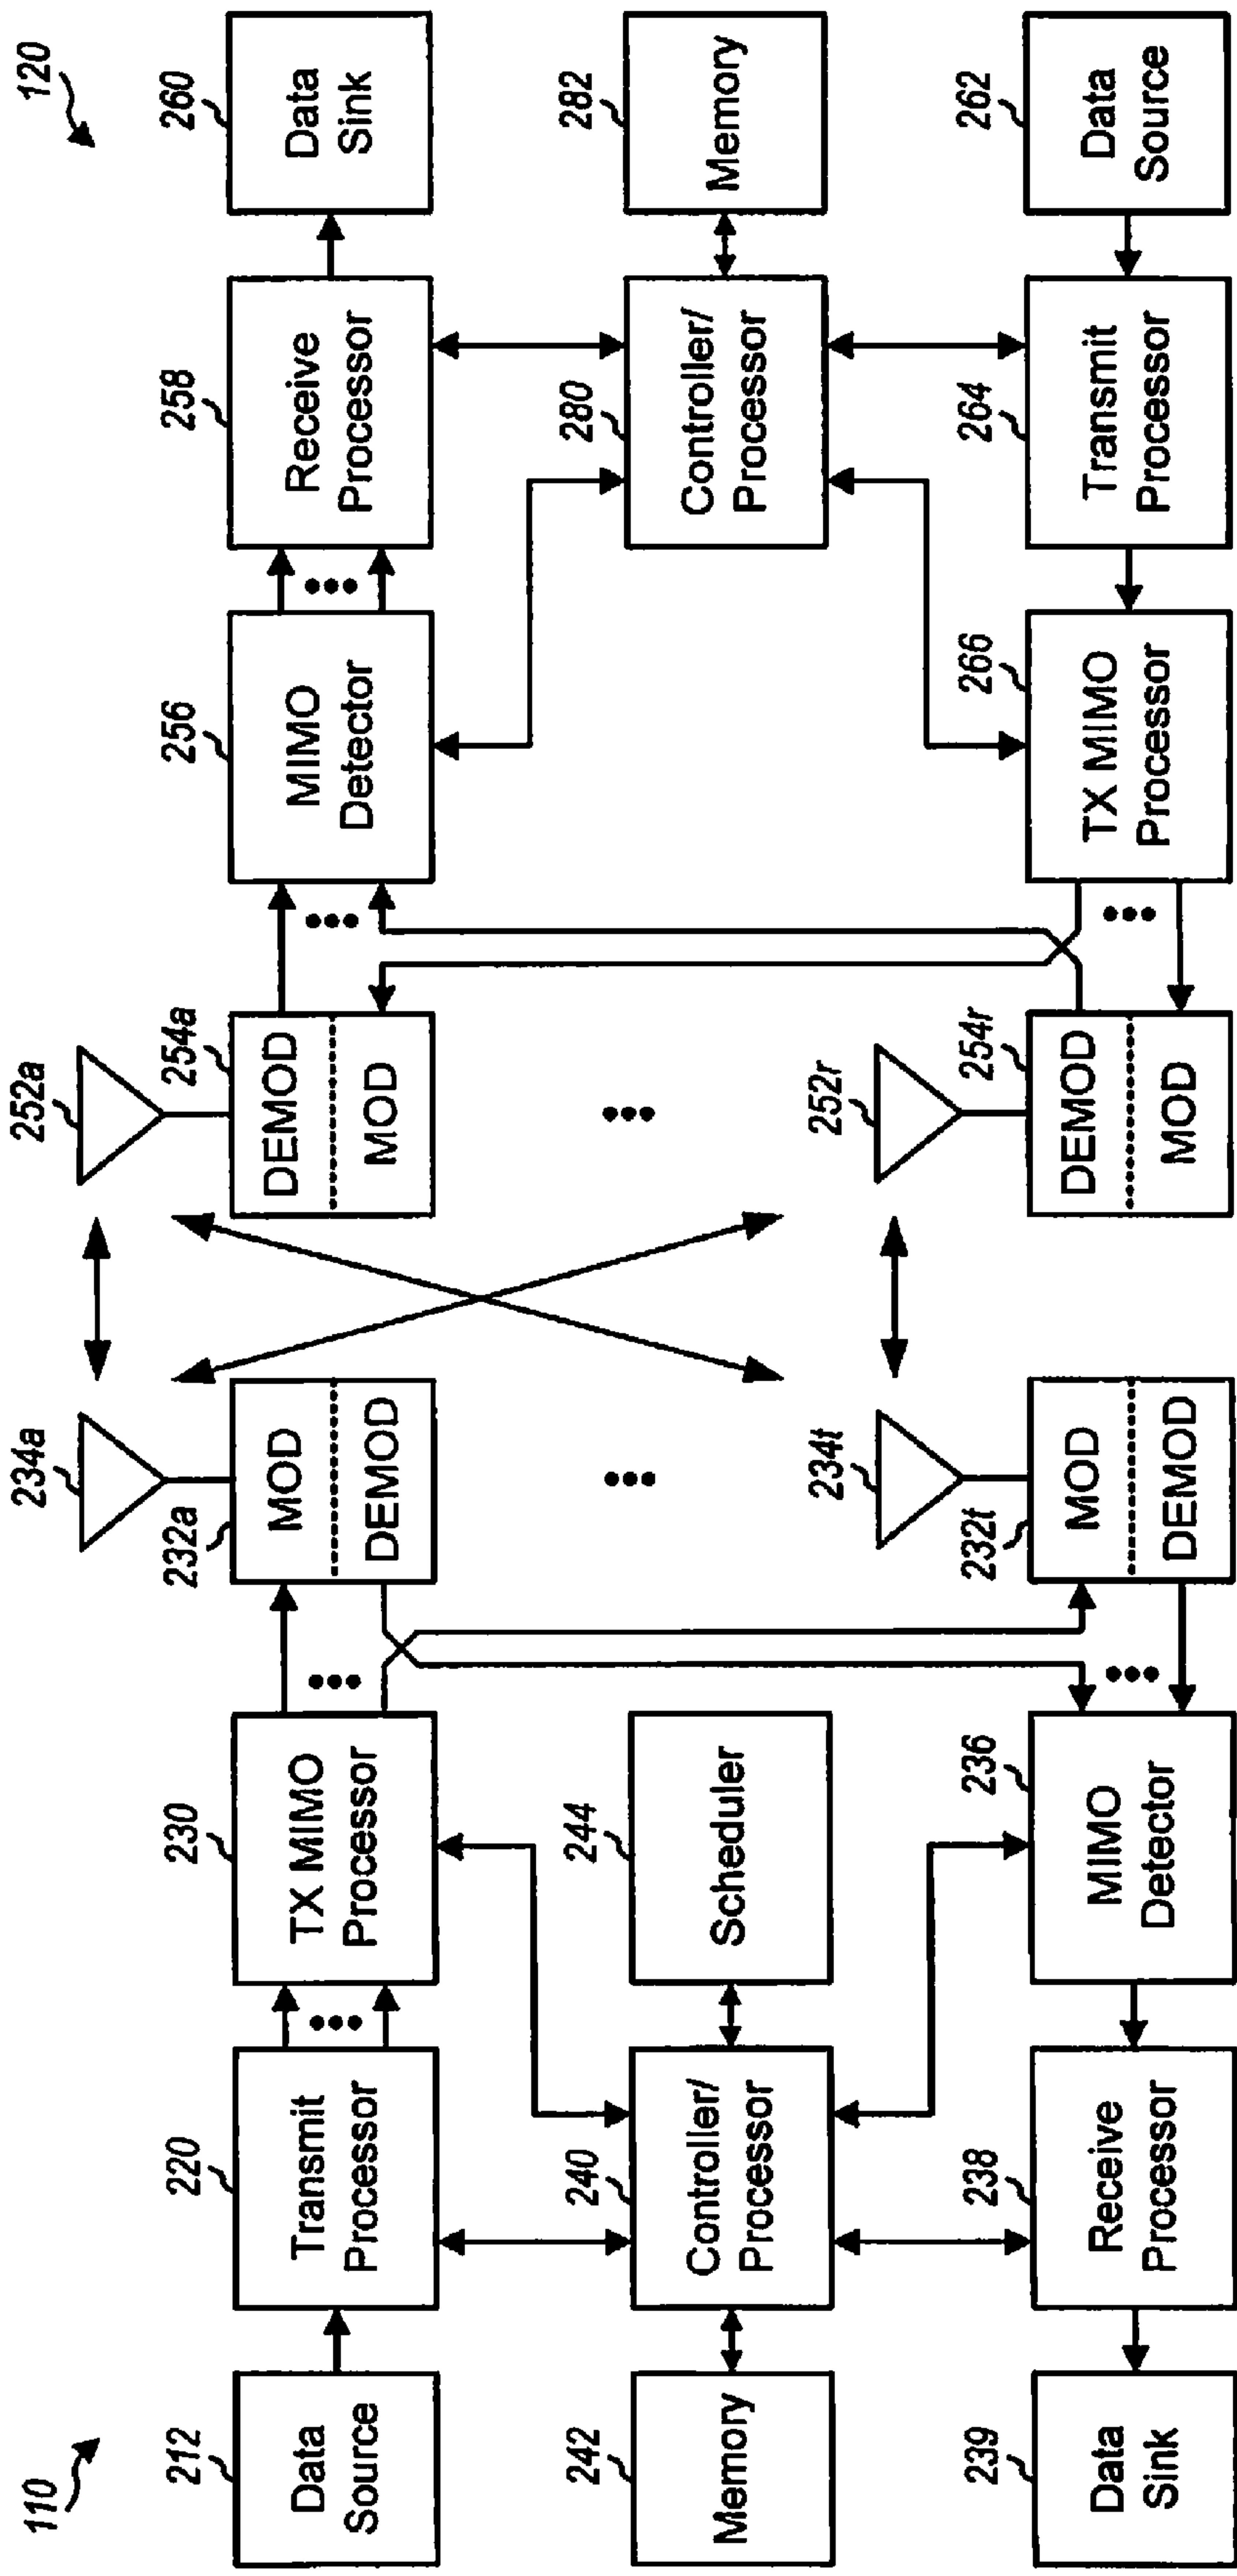 110
120
212
Data
Source
220
Transmit
Processor
230
TX MIMO
Processor
232a
MOD
DEMOD
234a
252a
254a
DEMOD
MOD
256
MIMO
Detector
258
Receive
Processor
260
Data
Sink
242
Memory
240
Controller/
Processor
244
Scheduler
280
Controller/
Processor
282
Memory
239
Data
Sink
238
Receive
Processor
236
MIMO
Detector
232t
MOD
DEMOD
234t
252r
254r
DEMOD
MOD
266
TX MIMO
Processor
264
Transmit
Processor
262
Data
Source